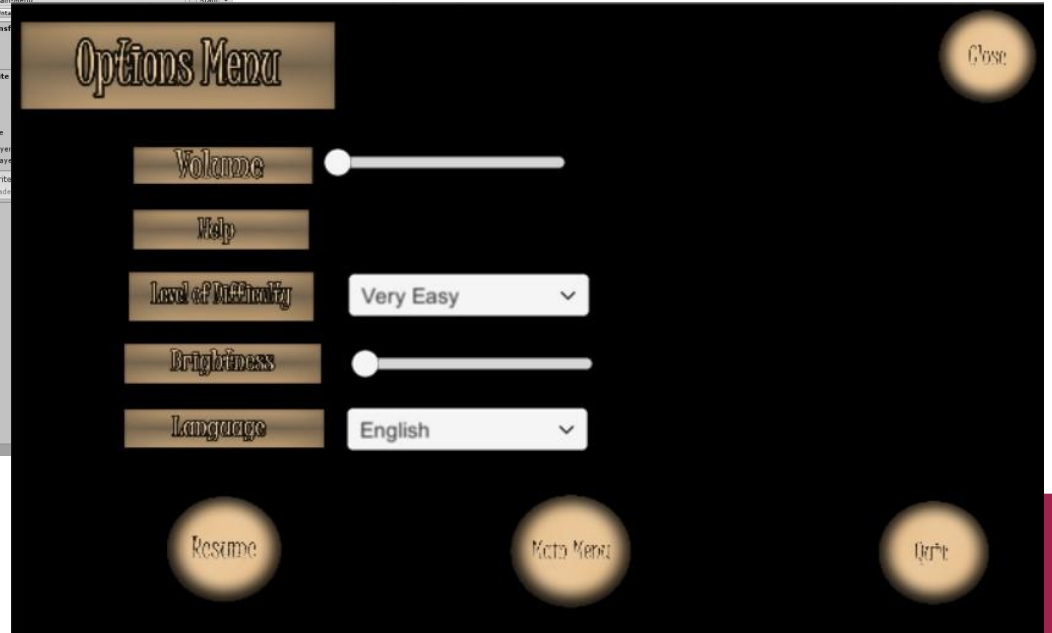 Options Menu
Close
Volume
Help
Level of Difficulty
Very Easy
Brightness
Language
English
Resume
Main Menu
Quit